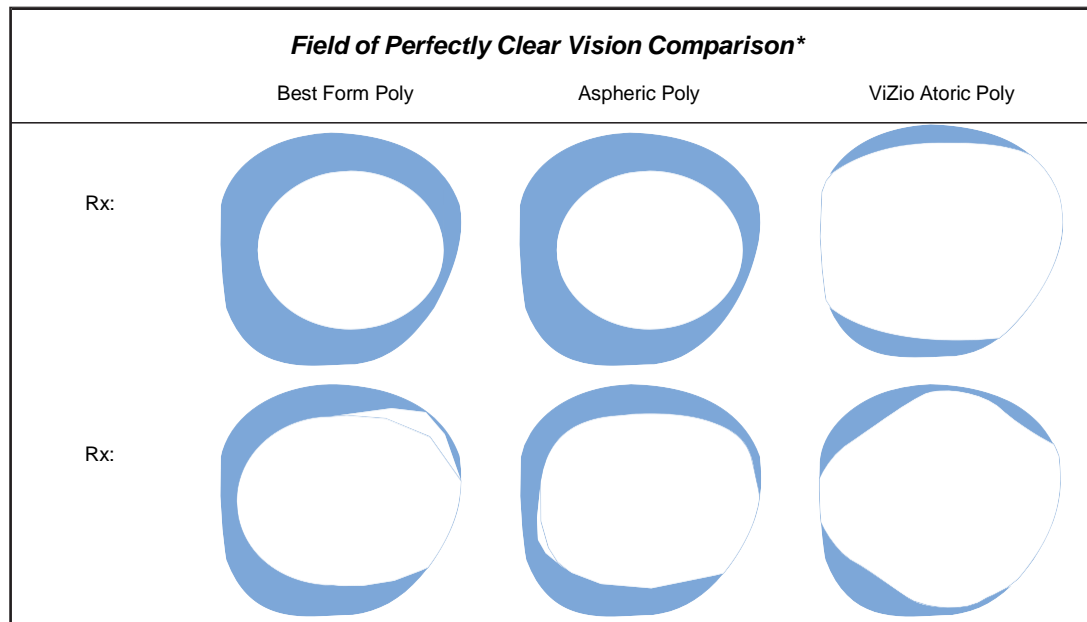 Field of Perfectly Clear Vision Comparison*
Best Form Poly Aspheric Poly ViZio Atoric Poly
Rx:
Rx: